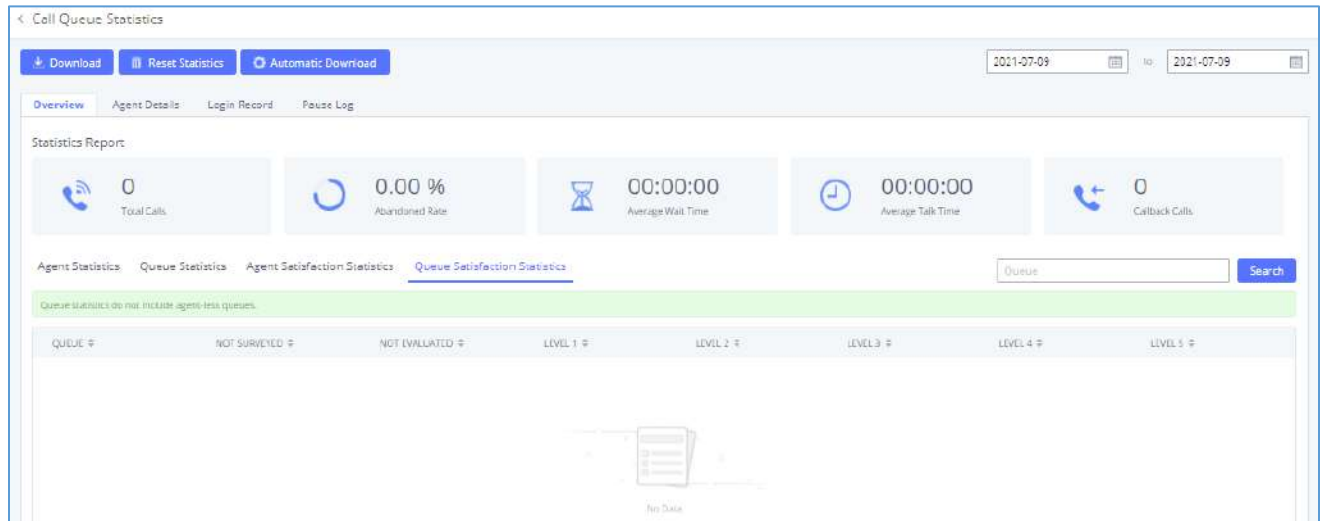 < Call Queue Statistics
Download Reset Statistics Automatic Download 2021-07-09 to 2021-07-09
Overview Agent Details Login Record Pause Log
Statistics Report
0 0.00 % 00:00:00 00:00:00 0
Total Calls Abandoned Rate Average Wait Time Average Talk Time Callback Calls
Agent Statistics Queue Statistics Agent Satisfaction Statistics Queue Satisfaction Statistics Queue Search
Queue statistics do not include agent-less queues.
QUEUE NOT SURVEYED NOT EVALUATED LEVEL 1 LEVEL 2 LEVEL 3 LEVEL 4 LEVEL 5
No Data